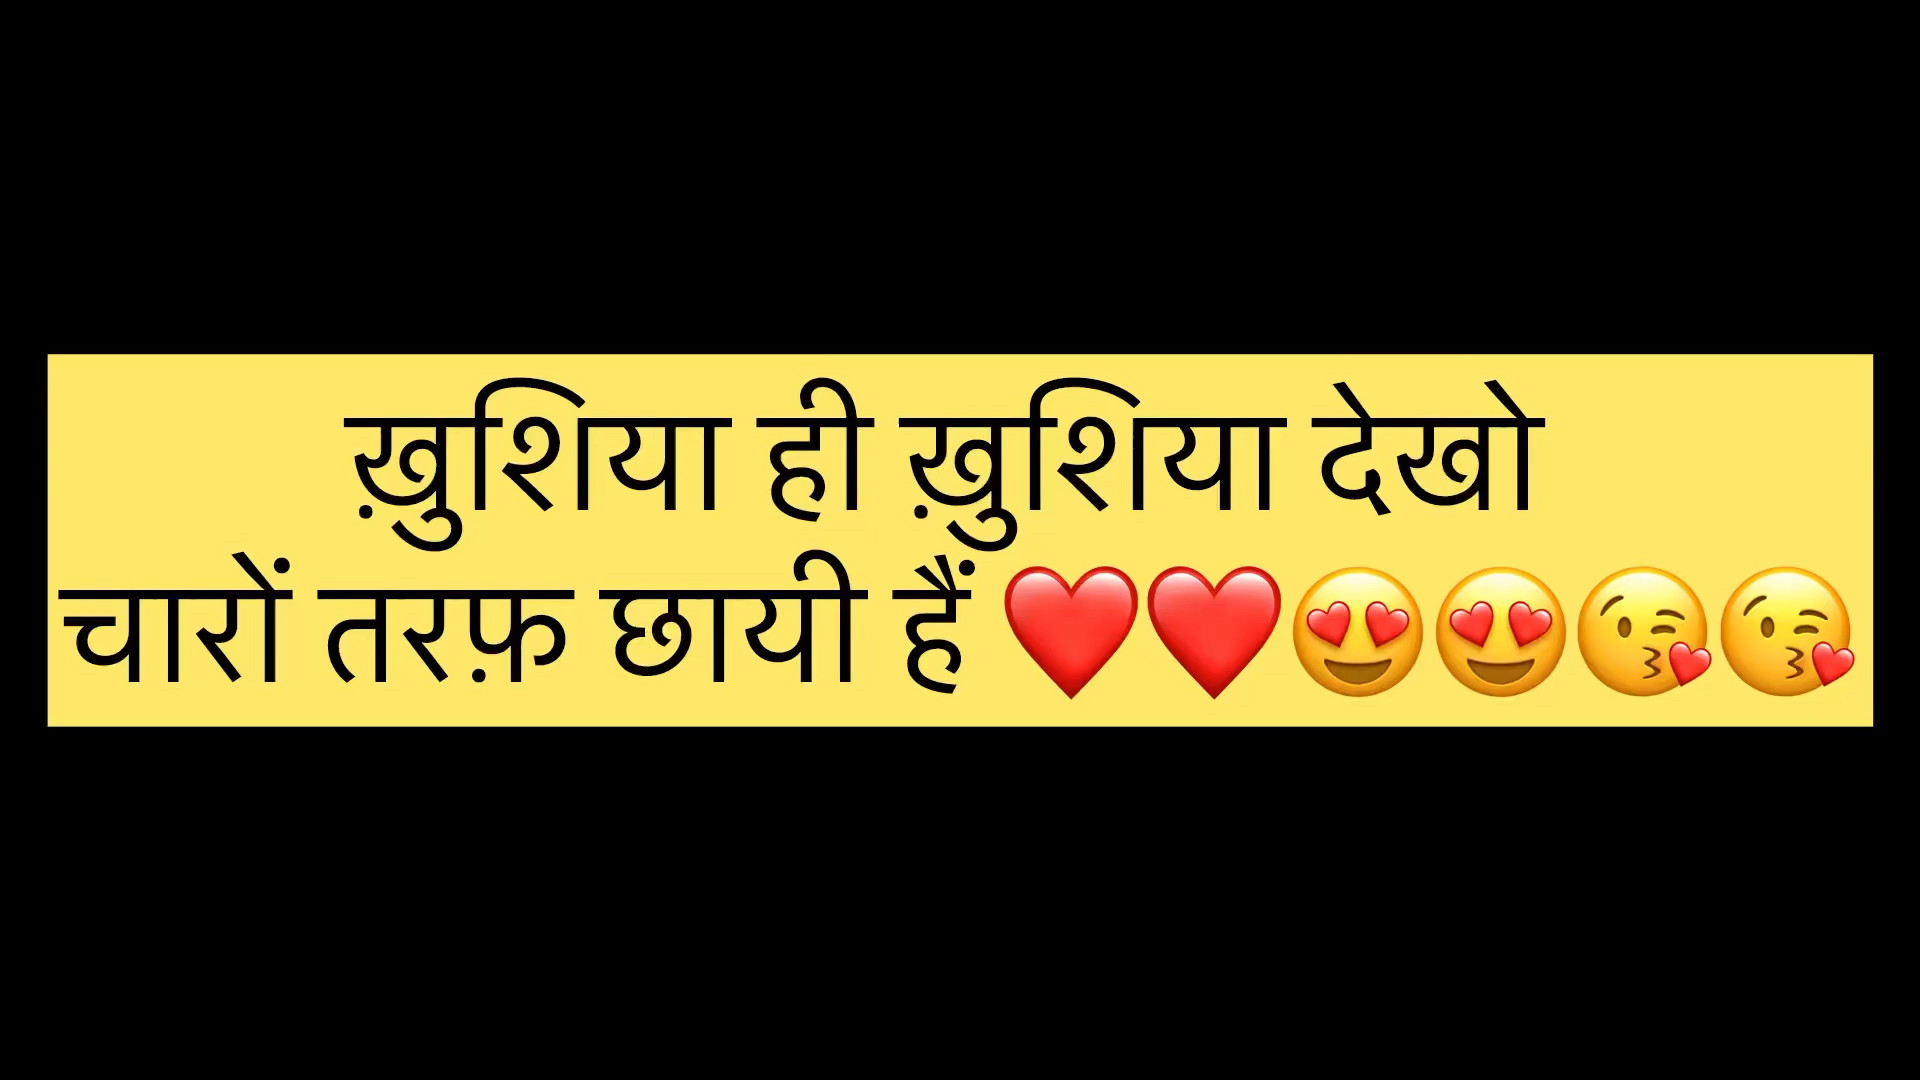 ख़ुशिया ही ख़ुशिया देखो
चारों तरफ़ छायी हैं ❤️❤️😍😍😘😘